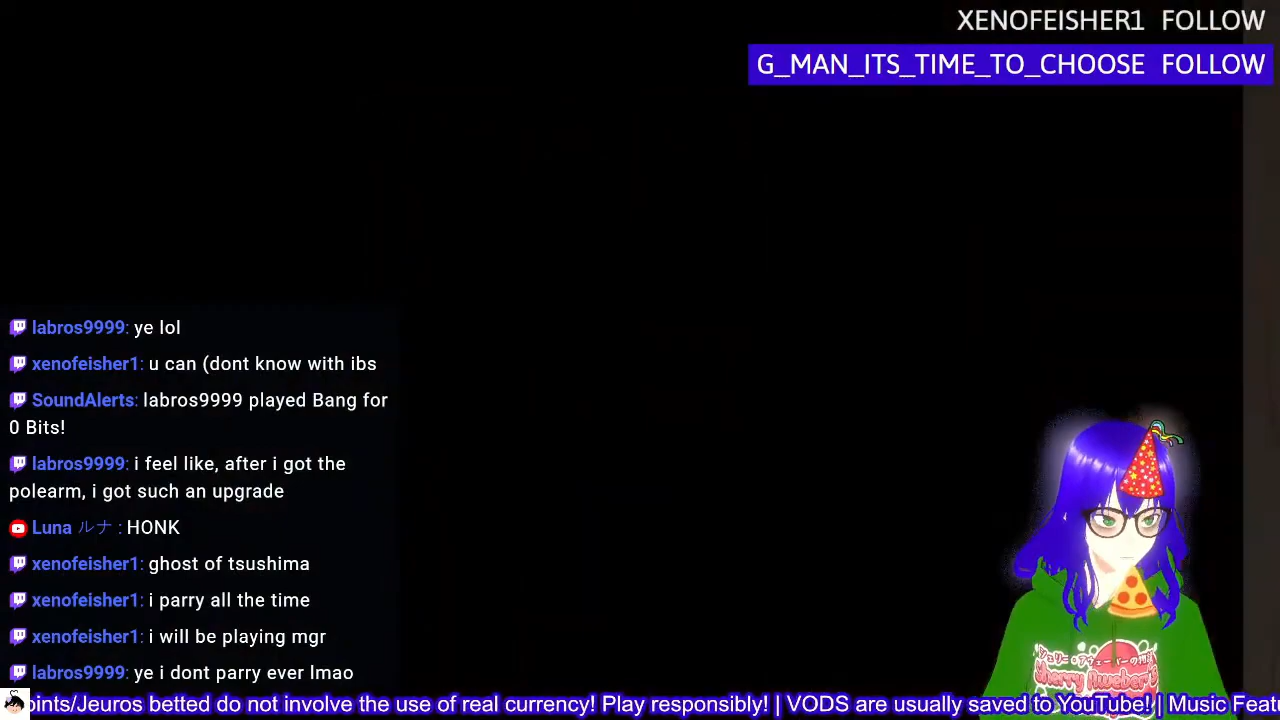 XENOFEISHER1 FOLLOW
G_MAN_ITS_TIME_TO_CHOOSE FOLLOW
labros9999: ye lol
xenofeisher1: u can (dont know with ibs
SoundAlerts: labros9999 played Bang for
0 Bits!
labros9999: i feel like, after i got the
polearm, i got such an upgrade
Luna ルナ : HONK
xenofeisher1: ghost of tsushima
xenofeisher1: i parry all the time
xenofeisher1: i will be playing mgr
labros9999: ye i dont parry ever lmao
Sherry Aweber's
oints/Jeuros betted do not involve the use of real currency! Play responsibly! | VODS are usually saved to YouTube! | Music Feat